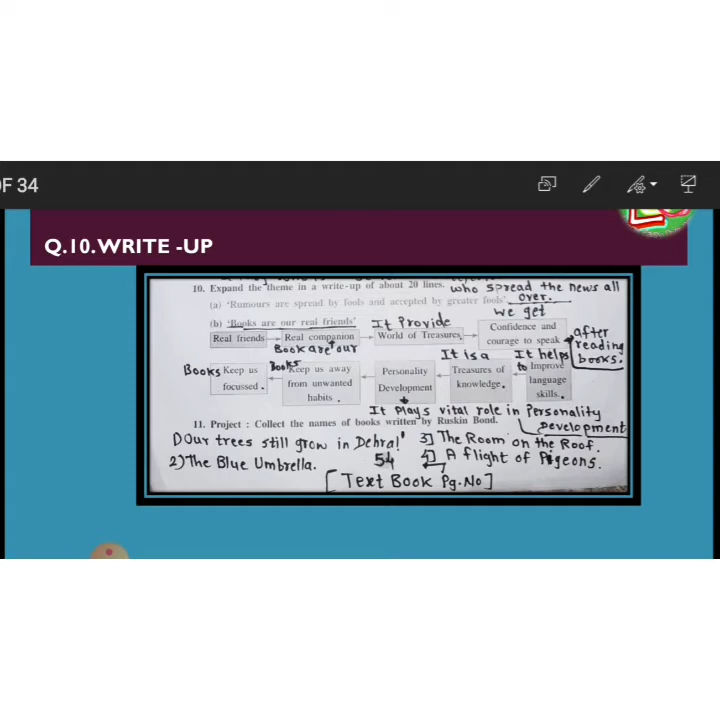 OF 34
Q.10.WRITE -UP
10. Expand the theme in a write-up of about 20 lines. who spread the news all
(a) 'Rumours are spread by fools and accepted by greater fools' over.
we get
(b) 'Books are our real friends' It Provide
Real friends Real companion World of Treasures. Confidence and courage to speak after reading books.
Book are our
It is a It helps to
Books Keep us focussed. Books Keep us away from unwanted habits. Personality Development Treasures of knowledge. Improve language skills.
It plays vital role in Personality Development
11. Project : Collect the names of books written by Ruskin Bond.
1) Our trees still grow in Dehra! 3] The Room on the Roof.
2) The Blue Umbrella. 54 4] A flight of Pigeons.
[Text Book Pg.No]